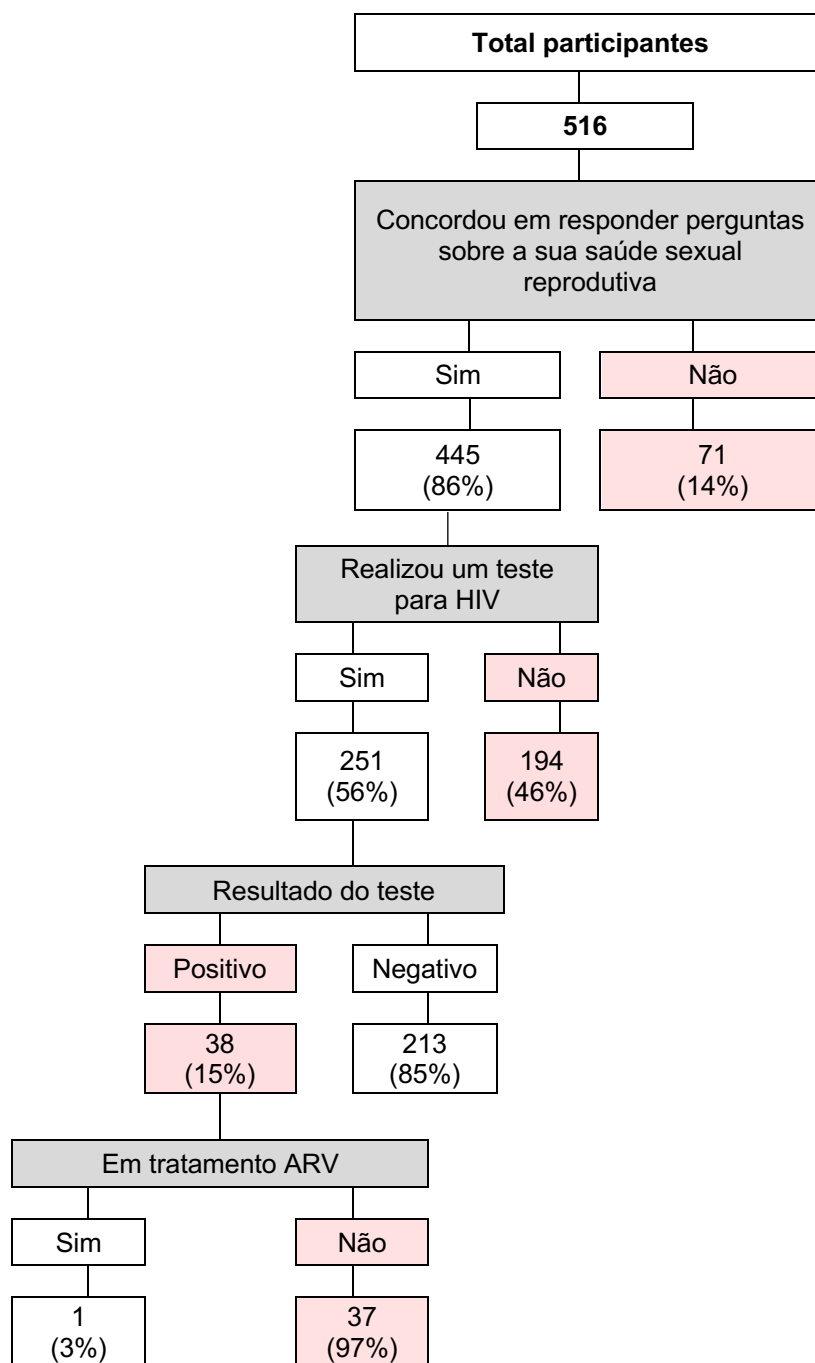 Total participantes
516
Concordou em responder perguntas
sobre a sua saúde sexual
reprodutiva
Sim
Não
445
(86%)
71
(14%)
Realizou um teste
para HIV
Sim
Não
251
(56%)
194
(46%)
Resultado do teste
Positivo
Negativo
38
(15%)
213
(85%)
Em tratamento ARV
Sim
Não
1
(3%)
37
(97%)